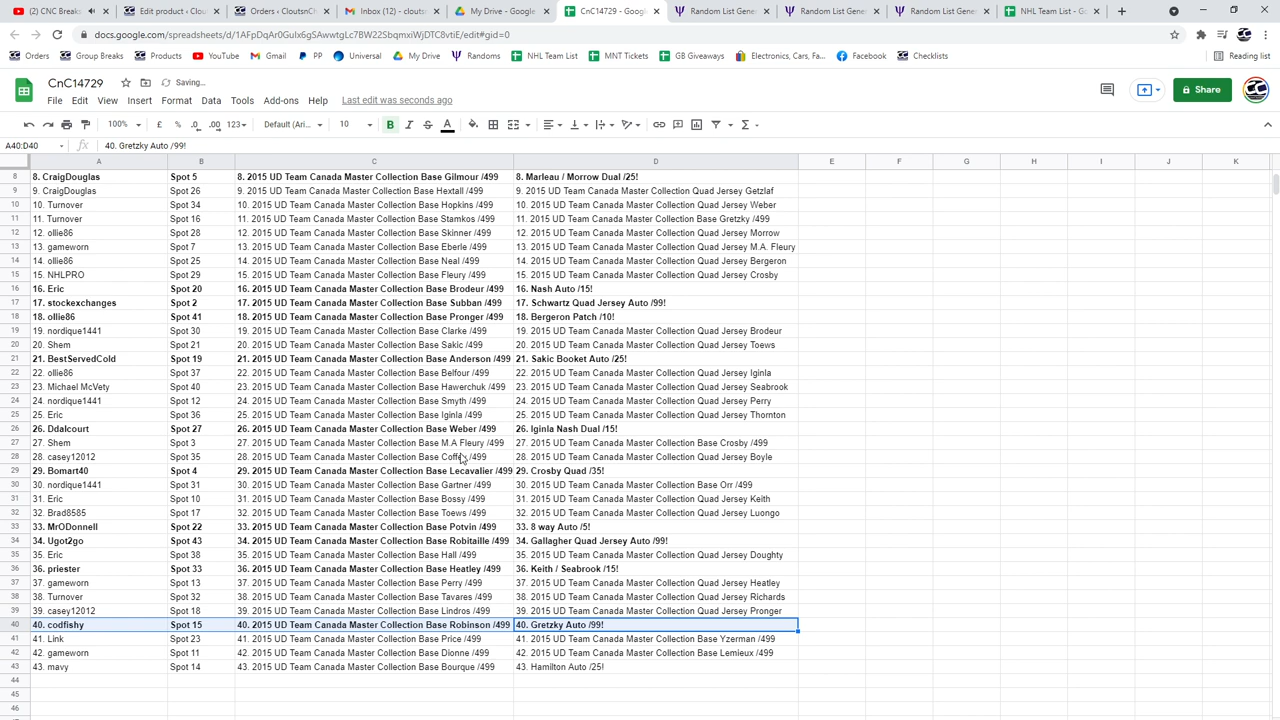 (2) CNC Breaks
Edit product ‹ CloutsnC
Orders ‹ CloutsnChara
Inbox (12) - clouts
My Drive - Google
CnC14729 - Googl
Random List Gene
Random List Gene
Random List Gene
NHL Team List - G
docs.google.com/spreadsheets/d/1AFpDqAr0Gulx6gSAwwtgLc7BW22SbqmxiWjDTC8vtiE/edit#gid=0
Orders
GB Breaks
Products
YouTube
Gmail
PP
Universal
My Drive
Randoms
NHL Team List
MNT Tickets
GB Giveaways
Electronics, Cars, Fa...
Facebook
Checklists
Reading list
CnC14729
Saving...
File Edit View Insert Format Data Tools Add-ons Help Last edit was seconds ago
Share
100% £ % .0 .00 123 Default (Ari... 10 B I S A
A40:D40 fx 40. Gretzky Auto /99!
A B C D E F G H I J K
8 8. CraigDouglas Spot 5 8. 2015 UD Team Canada Master Collection Base Gilmour /499 8. Marleau / Morrow Dual /25!
9 9. CraigDouglas Spot 26 9. 2015 UD Team Canada Master Collection Base Hextall /499 9. 2015 UD Team Canada Master Collection Quad Jersey Getzlaf
10 10. Turnover Spot 34 10. 2015 UD Team Canada Master Collection Base Hopkins /499 10. 2015 UD Team Canada Master Collection Quad Jersey Weber
11 11. Turnover Spot 16 11. 2015 UD Team Canada Master Collection Base Stamkos /499 11. 2015 UD Team Canada Master Collection Base Gretzky /499
12 12. ollie86 Spot 28 12. 2015 UD Team Canada Master Collection Base Skinner /499 12. 2015 UD Team Canada Master Collection Quad Jersey Morrow
13 13. gameworn Spot 7 13. 2015 UD Team Canada Master Collection Base Eberle /499 13. 2015 UD Team Canada Master Collection Quad Jersey M.A. Fleury
14 14. ollie86 Spot 25 14. 2015 UD Team Canada Master Collection Base Neal /499 14. 2015 UD Team Canada Master Collection Quad Jersey Bergeron
15 15. NHLPRO Spot 29 15. 2015 UD Team Canada Master Collection Base Fleury /499 15. 2015 UD Team Canada Master Collection Quad Jersey Crosby
16 16. Eric Spot 20 16. 2015 UD Team Canada Master Collection Base Brodeur /499 16. Nash Auto /15!
17 17. stockexchanges Spot 2 17. 2015 UD Team Canada Master Collection Base Subban /499 17. Schwartz Quad Jersey Auto /99!
18 18. ollie86 Spot 41 18. 2015 UD Team Canada Master Collection Base Pronger /499 18. Bergeron Patch /10!
19 19. nordique1441 Spot 30 19. 2015 UD Team Canada Master Collection Base Clarke /499 19. 2015 UD Team Canada Master Collection Quad Jersey Brodeur
20 20. Shem Spot 21 20. 2015 UD Team Canada Master Collection Base Sakic /499 20. 2015 UD Team Canada Master Collection Quad Jersey Toews
21 21. BestServedCold Spot 19 21. 2015 UD Team Canada Master Collection Base Anderson /499 21. Sakic Booket Auto /25!
22 22. ollie86 Spot 37 22. 2015 UD Team Canada Master Collection Base Belfour /499 22. 2015 UD Team Canada Master Collection Quad Jersey Iginla
23 23. Michael McVety Spot 40 23. 2015 UD Team Canada Master Collection Base Hawerchuk /499 23. 2015 UD Team Canada Master Collection Quad Jersey Seabrook
24 24. nordique1441 Spot 12 24. 2015 UD Team Canada Master Collection Base Smyth /499 24. 2015 UD Team Canada Master Collection Quad Jersey Perry
25 25. Eric Spot 36 25. 2015 UD Team Canada Master Collection Base Iginla /499 25. 2015 UD Team Canada Master Collection Quad Jersey Thornton
26 26. Ddalcourt Spot 27 26. 2015 UD Team Canada Master Collection Base Weber /499 26. Iginla Nash Dual /15!
27 27. Shem Spot 3 27. 2015 UD Team Canada Master Collection Base M.A Fleury /499 27. 2015 UD Team Canada Master Collection Base Crosby /499
28 28. casey12012 Spot 35 28. 2015 UD Team Canada Master Collection Base Coffey /499 28. 2015 UD Team Canada Master Collection Quad Jersey Boyle
29 29. Bomart40 Spot 4 29. 2015 UD Team Canada Master Collection Base Lecavalier /499 29. Crosby Quad /35!
30 30. nordique1441 Spot 31 30. 2015 UD Team Canada Master Collection Base Gartner /499 30. 2015 UD Team Canada Master Collection Base Orr /499
31 31. Eric Spot 10 31. 2015 UD Team Canada Master Collection Base Bossy /499 31. 2015 UD Team Canada Master Collection Quad Jersey Keith
32 32. Brad8585 Spot 17 32. 2015 UD Team Canada Master Collection Base Toews /499 32. 2015 UD Team Canada Master Collection Quad Jersey Luongo
33 33. MrODonnell Spot 22 33. 2015 UD Team Canada Master Collection Base Potvin /499 33. 8 way Auto /5!
34 34. Ugot2go Spot 43 34. 2015 UD Team Canada Master Collection Base Robitaille /499 34. Gallagher Quad Jersey Auto /99!
35 35. Eric Spot 38 35. 2015 UD Team Canada Master Collection Base Hall /499 35. 2015 UD Team Canada Master Collection Quad Jersey Doughty
36 36. priester Spot 33 36. 2015 UD Team Canada Master Collection Base Heatley /499 36. Keith / Seabrook /15!
37 37. gameworn Spot 13 37. 2015 UD Team Canada Master Collection Base Perry /499 37. 2015 UD Team Canada Master Collection Quad Jersey Heatley
38 38. Turnover Spot 32 38. 2015 UD Team Canada Master Collection Base Tavares /499 38. 2015 UD Team Canada Master Collection Quad Jersey Richards
39 39. casey12012 Spot 18 39. 2015 UD Team Canada Master Collection Base Lindros /499 39. 2015 UD Team Canada Master Collection Quad Jersey Pronger
40 40. codfishy Spot 15 40. 2015 UD Team Canada Master Collection Base Robinson /499 40. Gretzky Auto /99!
41 41. Link Spot 23 41. 2015 UD Team Canada Master Collection Base Price /499 41. 2015 UD Team Canada Master Collection Base Yzerman /499
42 42. gameworn Spot 11 42. 2015 UD Team Canada Master Collection Base Dionne /499 42. 2015 UD Team Canada Master Collection Base Lemieux /499
43 43. mavy Spot 14 43. 2015 UD Team Canada Master Collection Base Bourque /499 43. Hamilton Auto /25!
44
45
46